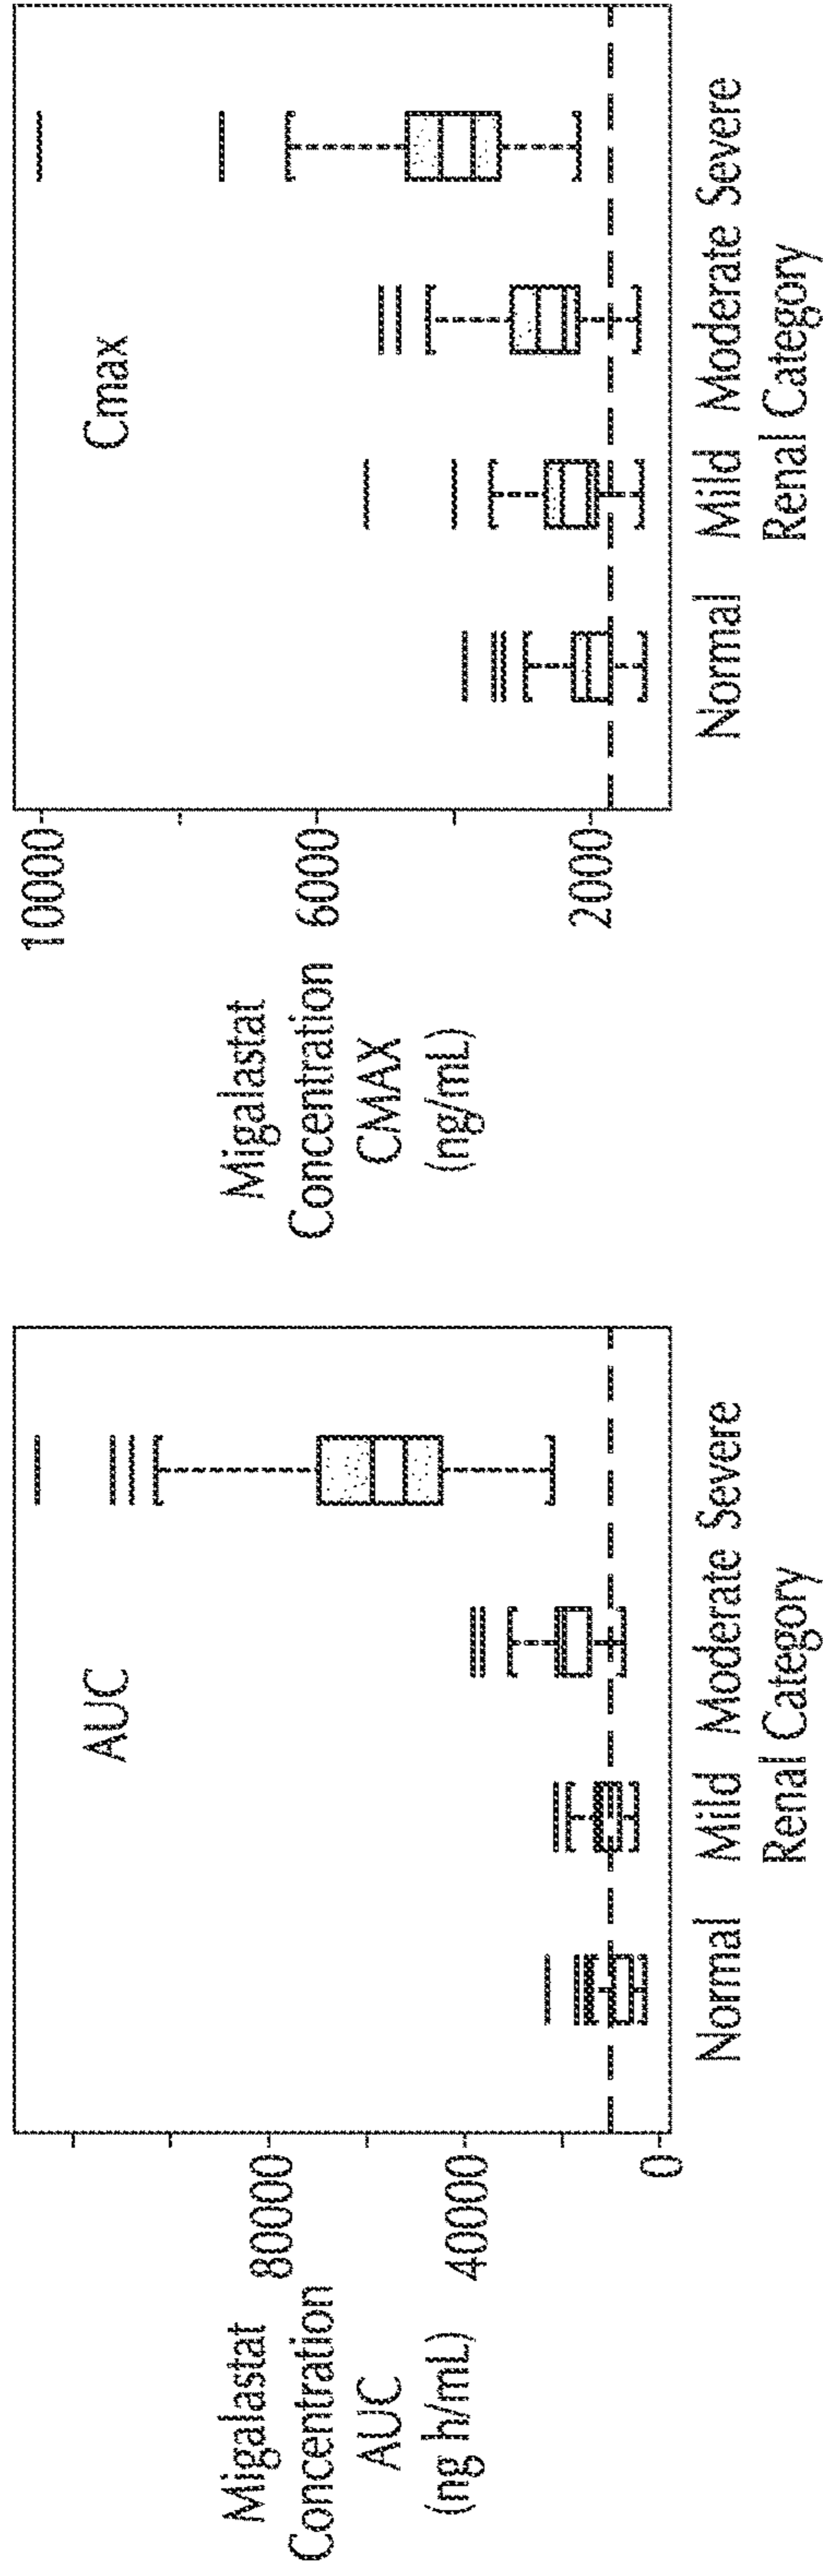 AUC
Migalastat
Concentration
AUC
(ng h/mL)
80000
40000
0
Normal Mild Moderate Severe
Renal Category
Cmax
Migalastat
Concentration
CMAX
(ng/mL)
10000
6000
2000
Normal Mild Moderate Severe
Renal Category